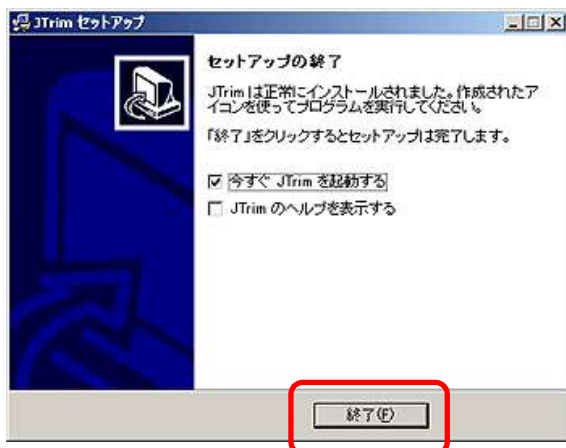 JTrim セットアップ
セットアップの終了
JTrim は正常にインストールされました。作成されたア
イコンを使ってプログラムを実行してください。
「終了」をクリックするとセットアップは完了します。
今すぐ JTrim を起動する
JTrim のヘルプを表示する
終了(F)